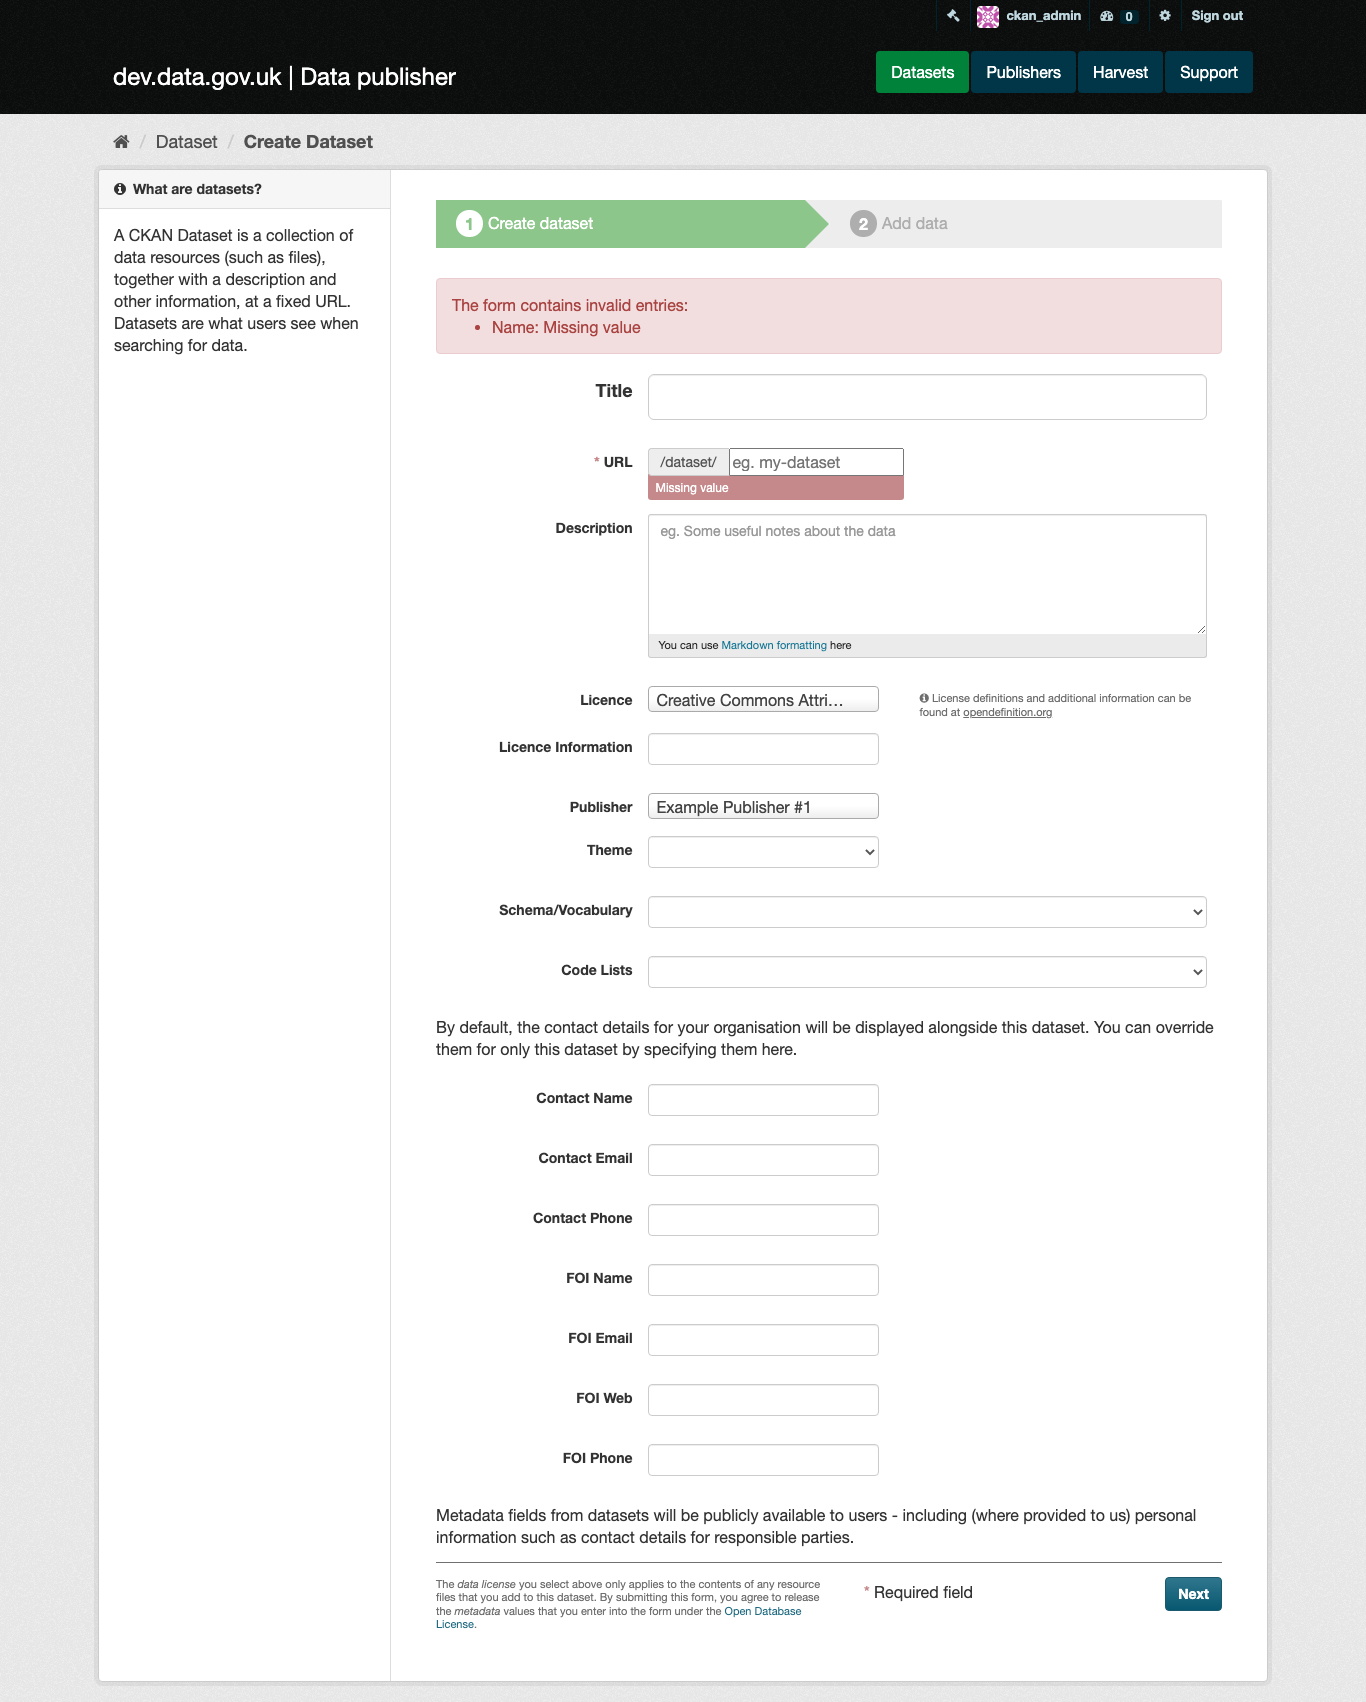 ckan_admin
0
Sign out
dev.data.gov.uk | Data publisher
Datasets
Publishers
Harvest
Support
/ Dataset / Create Dataset
What are datasets?
A CKAN Dataset is a collection of
data resources (such as files),
together with a description and
other information, at a fixed URL.
Datasets are what users see when
searching for data.
1 Create dataset
2 Add data
The form contains invalid entries:
• Name: Missing value
Title
* URL
/dataset/
eg. my-dataset
Missing value
Description
eg. Some useful notes about the data
You can use Markdown formatting here
Licence
Creative Commons Attri...
License definitions and additional information can be
found at opendefinition.org
Licence Information
Publisher
Example Publisher #1
Theme
Schema/Vocabulary
Code Lists
By default, the contact details for your organisation will be displayed alongside this dataset. You can override
them for only this dataset by specifying them here.
Contact Name
Contact Email
Contact Phone
FOI Name
FOI Email
FOI Web
FOI Phone
Metadata fields from datasets will be publicly available to users - including (where provided to us) personal
information such as contact details for responsible parties.
The data license you select above only applies to the contents of any resource
files that you add to this dataset. By submitting this form, you agree to release
the metadata values that you enter into the form under the Open Database
License.
* Required field
Next